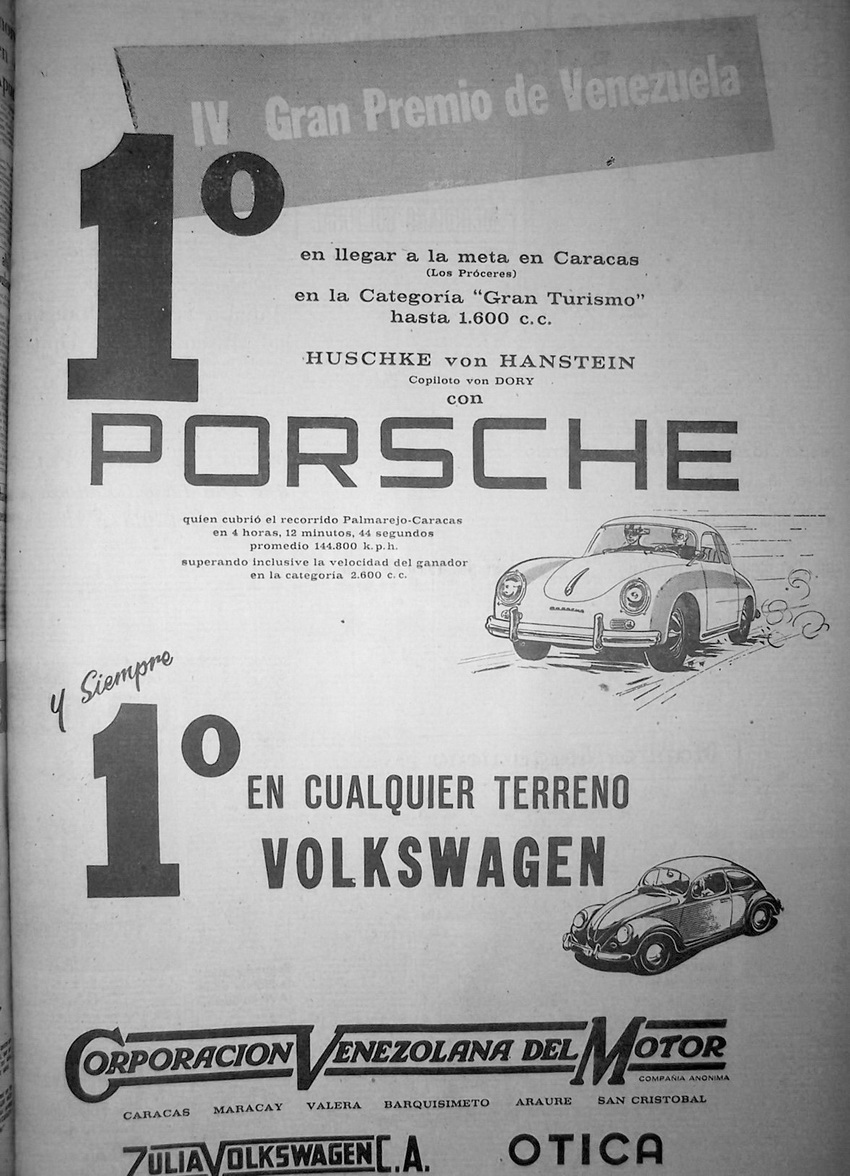 IV Gran Premio de Venezuela
1º
en llegar a la meta en Caracas
(Los Próceres)
en la Categoría "Gran Turismo"
hasta 1.600 c.c.
HUSCHKE von HANSTEIN
Copiloto von DORY
con
PORSCHE
quien cubrió el recorrido Palmarejo-Caracas
en 4 horas, 12 minutos, 44 segundos
promedio 144.800 k.p.h.
superando inclusive la velocidad del ganador
en la categoría 2.600 c.c.
PORSCHE
y Siempre
1º
EN CUALQUIER TERRENO
VOLKSWAGEN
CORPORACION VENEZOLANA DEL MOTOR
COMPAÑIA ANONIMA
CARACAS MARACAY VALERA BARQUISIMETO ARAURE SAN CRISTOBAL
ZULIA VOLKSWAGEN C.A. OTICA